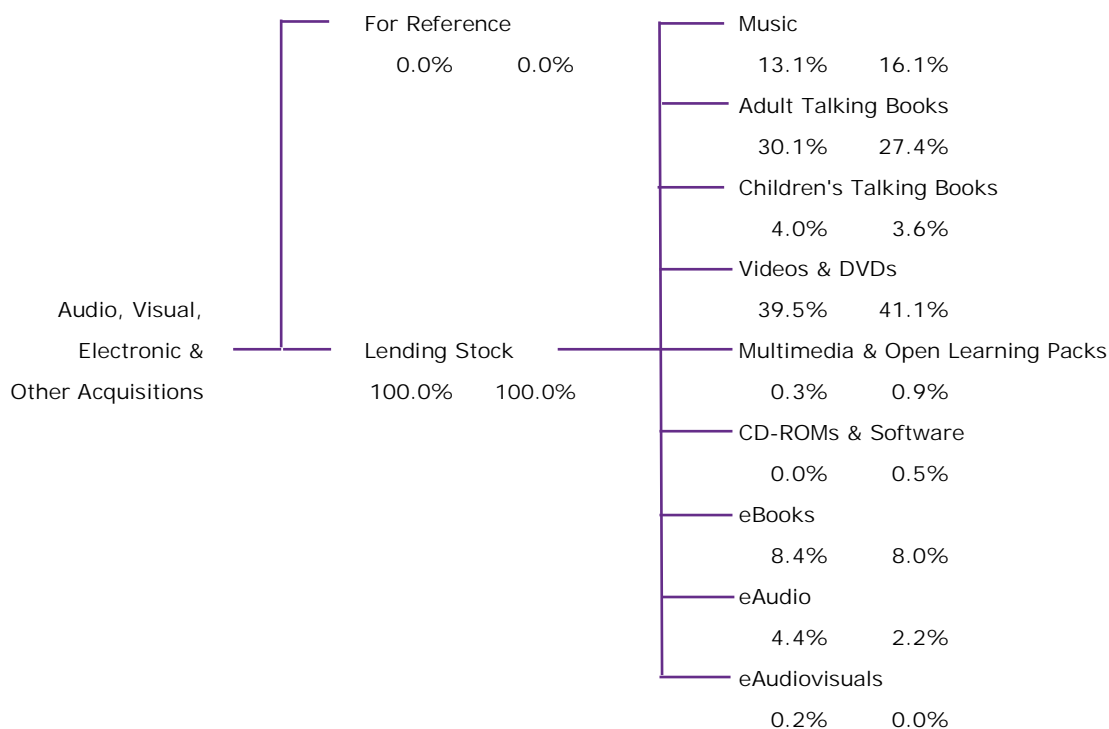 For Reference
0.0% 0.0%
Audio, Visual,
Electronic &
Other Acquisitions
Lending Stock
100.0% 100.0%
Music
13.1% 16.1%
Adult Talking Books
30.1% 27.4%
Children's Talking Books
4.0% 3.6%
Videos & DVDs
39.5% 41.1%
Multimedia & Open Learning Packs
0.3% 0.9%
CD-ROMs & Software
0.0% 0.5%
eBooks
8.4% 8.0%
eAudio
4.4% 2.2%
eAudiovisuals
0.2% 0.0%